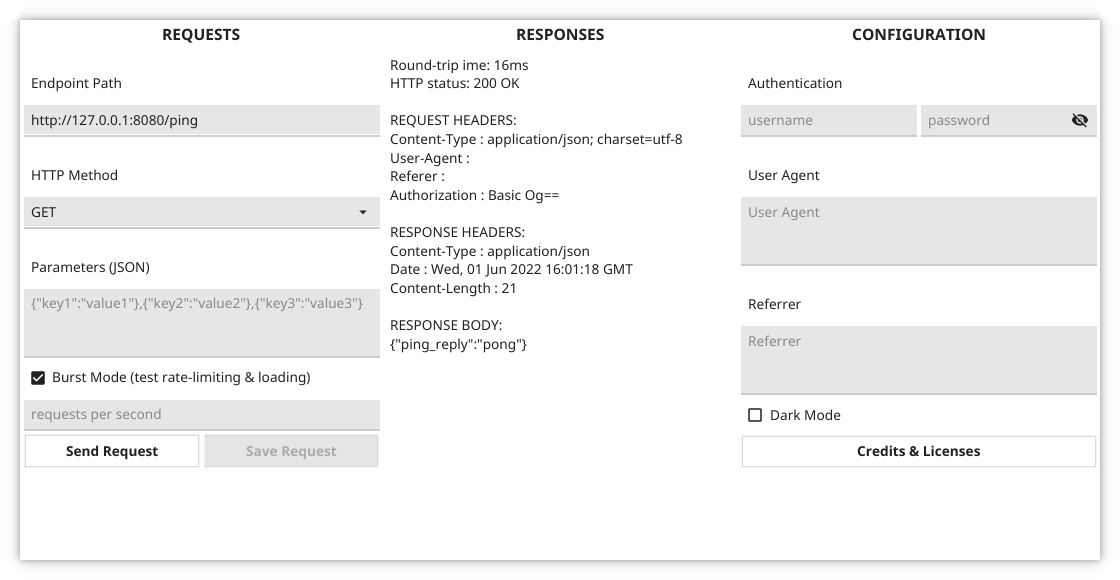 REQUESTS
Endpoint Path
http://127.0.0.1:8080/ping
HTTP Method
GET
Parameters (JSON)
{"key1":"value1"},{"key2":"value2"},{"key3":"value3"}
Burst Mode (test rate-limiting & loading)
requests per second
Send Request
Save Request
RESPONSES
Round-trip ime: 16ms
HTTP status: 200 OK
REQUEST HEADERS:
Content-Type : application/json; charset=utf-8
User-Agent :
Referer :
Authorization : Basic Og==
RESPONSE HEADERS:
Content-Type : application/json
Date : Wed, 01 Jun 2022 16:01:18 GMT
Content-Length : 21
RESPONSE BODY:
{"ping_reply":"pong"}
CONFIGURATION
Authentication
username
password
User Agent
User Agent
Referrer
Referrer
Dark Mode
Credits & Licenses